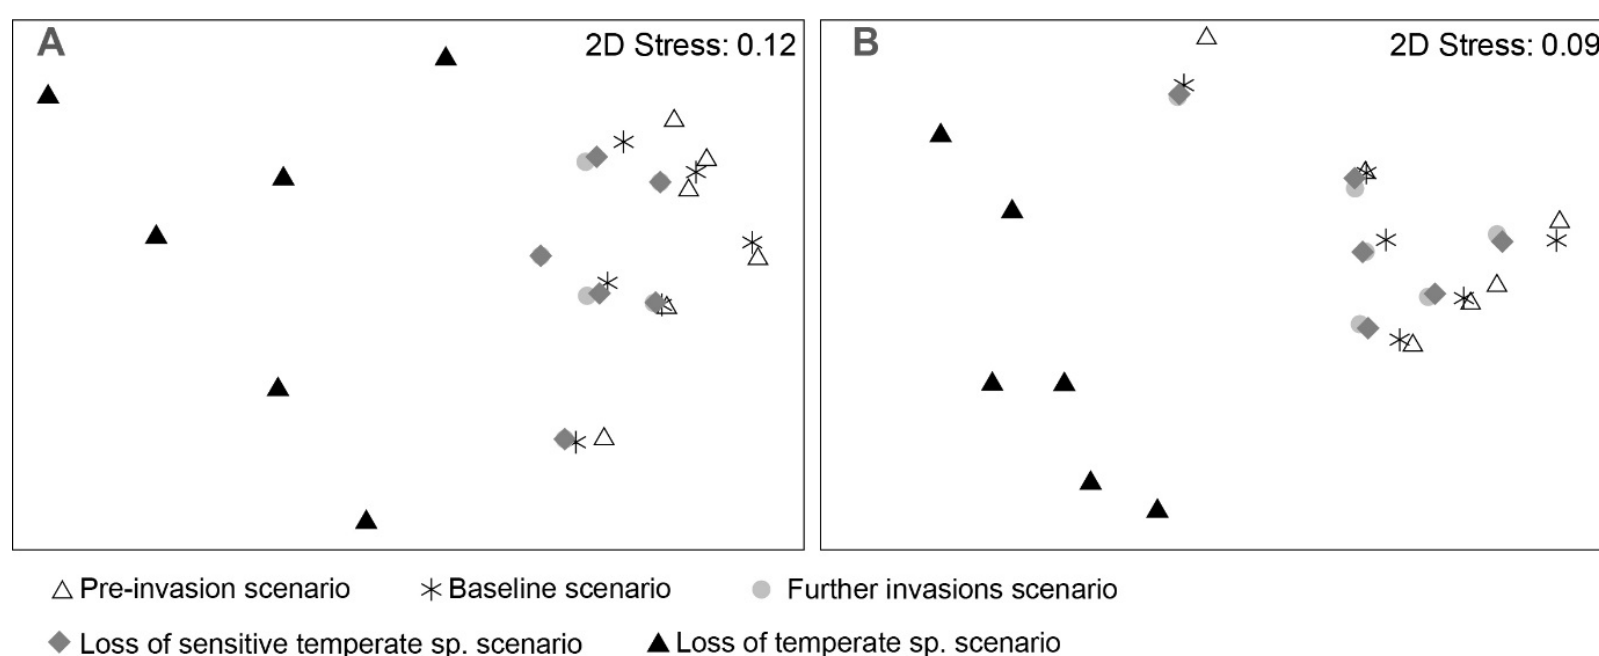 A 2D Stress: 0.12
B 2D Stress: 0.09
Pre-invasion scenario Baseline scenario Further invasions scenario
Loss of sensitive temperate sp. scenario Loss of temperate sp. scenario